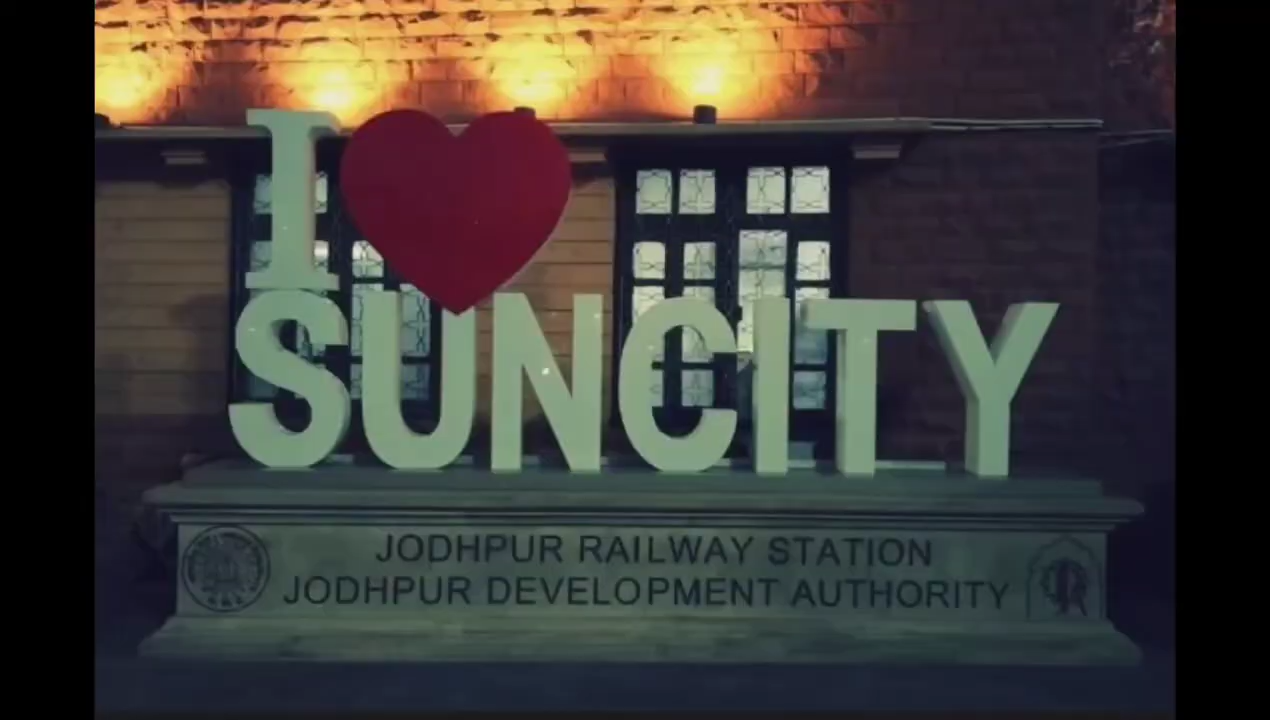 I
SUNCITY
JODHPUR RAILWAY STATION
JODHPUR DEVELOPMENT AUTHORITY